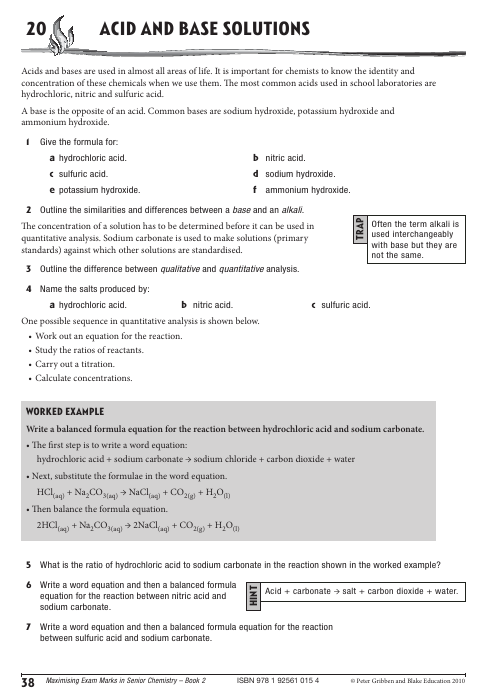 20 ACID AND BASE SOLUTIONS
Acids and bases are used in almost all areas of life. It is important for chemists to know the identity and
concentration of these chemicals when we use them. The most common acids used in school laboratories are
hydrochloric, nitric and sulfuric acid.
A base is the opposite of an acid. Common bases are sodium hydroxide, potassium hydroxide and
ammonium hydroxide.
1 Give the formula for:
a hydrochloric acid. b nitric acid.
c sulfuric acid. d sodium hydroxide.
e potassium hydroxide. f ammonium hydroxide.
2 Outline the similarities and differences between a base and an alkali.
The concentration of a solution has to be determined before it can be used in
quantitative analysis. Sodium carbonate is used to make solutions (primary
standards) against which other solutions are standardised.
TRAP
Often the term alkali is
used interchangeably
with base but they are
not the same.
3 Outline the difference between qualitative and quantitative analysis.
4 Name the salts produced by:
a hydrochloric acid. b nitric acid. c sulfuric acid.
One possible sequence in quantitative analysis is shown below.
• Work out an equation for the reaction.
• Study the ratios of reactants.
• Carry out a titration.
• Calculate concentrations.
WORKED EXAMPLE
Write a balanced formula equation for the reaction between hydrochloric acid and sodium carbonate.
• The first step is to write a word equation:
hydrochloric acid + sodium carbonate → sodium chloride + carbon dioxide + water
• Next, substitute the formulae in the word equation.
HCl(aq) + Na2CO3(aq) → NaCl(aq) + CO2(g) + H2O(l)
• Then balance the formula equation.
2HCl(aq) + Na2CO3(aq) → 2NaCl(aq) + CO2(g) + H2O(l)
5 What is the ratio of hydrochloric acid to sodium carbonate in the reaction shown in the worked example?
6 Write a word equation and then a balanced formula
equation for the reaction between nitric acid and
sodium carbonate.
HINT
Acid + carbonate → salt + carbon dioxide + water.
7 Write a word equation and then a balanced formula equation for the reaction
between sulfuric acid and sodium carbonate.
38 Maximising Exam Marks in Senior Chemistry – Book 2 ISBN 978 1 92561 015 4 © Peter Gribben and Blake Education 2010